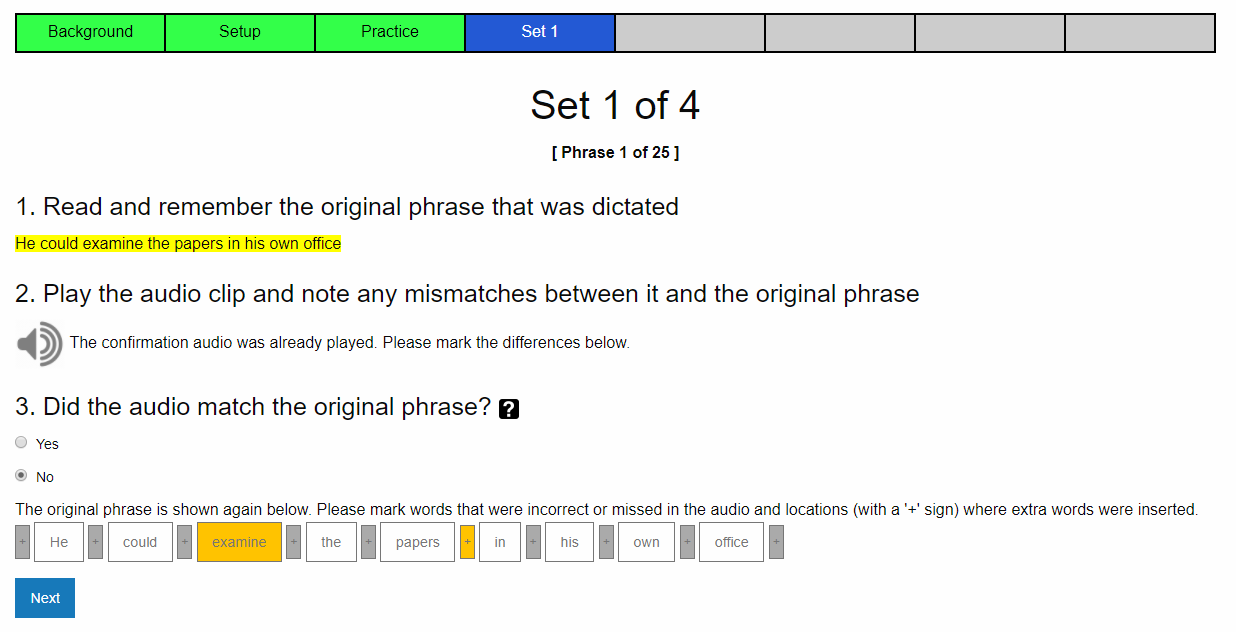 Background Setup Practice Set 1
Set 1 of 4
[ Phrase 1 of 25 ]
1. Read and remember the original phrase that was dictated
He could examine the papers in his own office
2. Play the audio clip and note any mismatches between it and the original phrase
The confirmation audio was already played. Please mark the differences below.
3. Did the audio match the original phrase? ?
Yes
No
The original phrase is shown again below. Please mark words that were incorrect or missed in the audio and locations (with a '+' sign) where extra words were inserted.
+ He + could + examine + the + papers + in + his + own + office +
Next